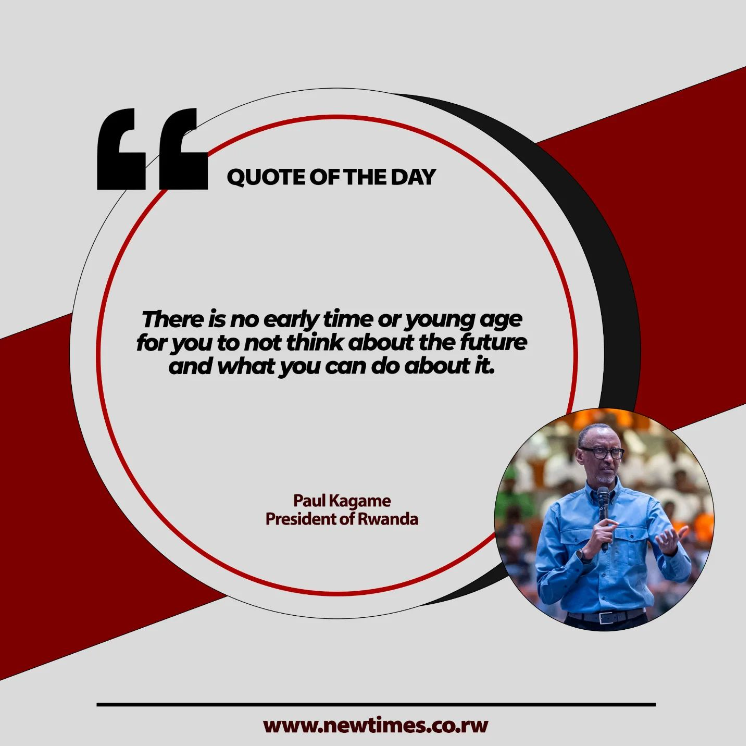 QUOTE OF THE DAY
There is no early time or young age
for you to not think about the future
and what you can do about it.
Paul Kagame
President of Rwanda
www.newtimes.co.rw